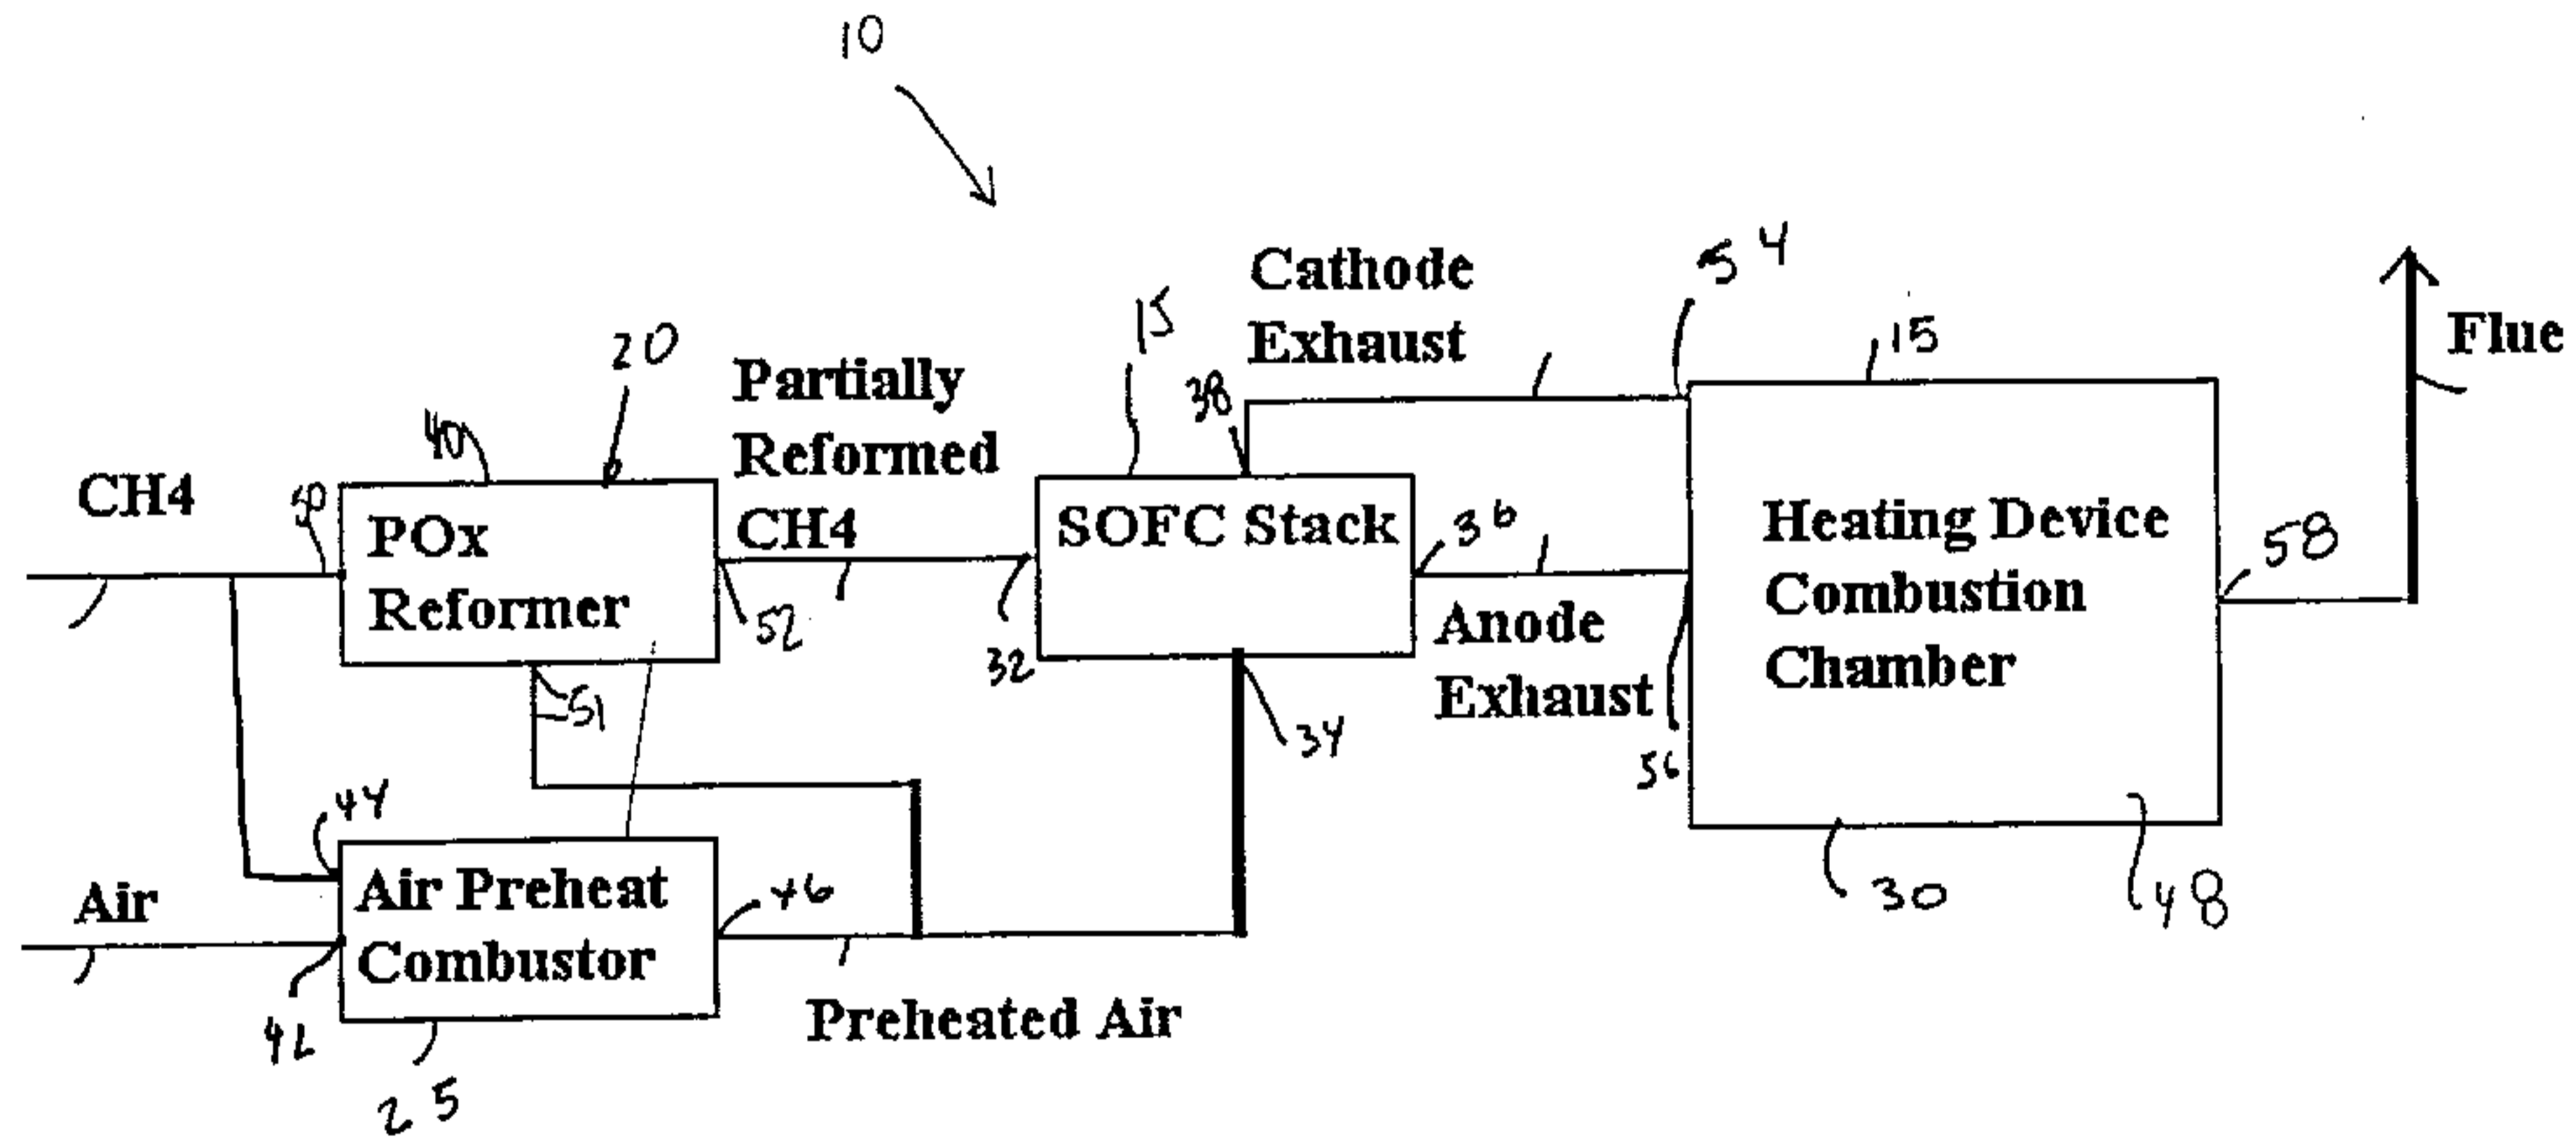 10
Cathode
Exhaust
54
15
15
Flue
20
Partially
Reformed
CH4
38
40
CH4
50
POx
Reformer
52
32
SOFC Stack
36
Anode
Exhaust
34
56
Heating Device
Combustion
Chamber
58
51
44
Air
Air Preheat
Combustor
46
42
25
Preheated Air
30
48